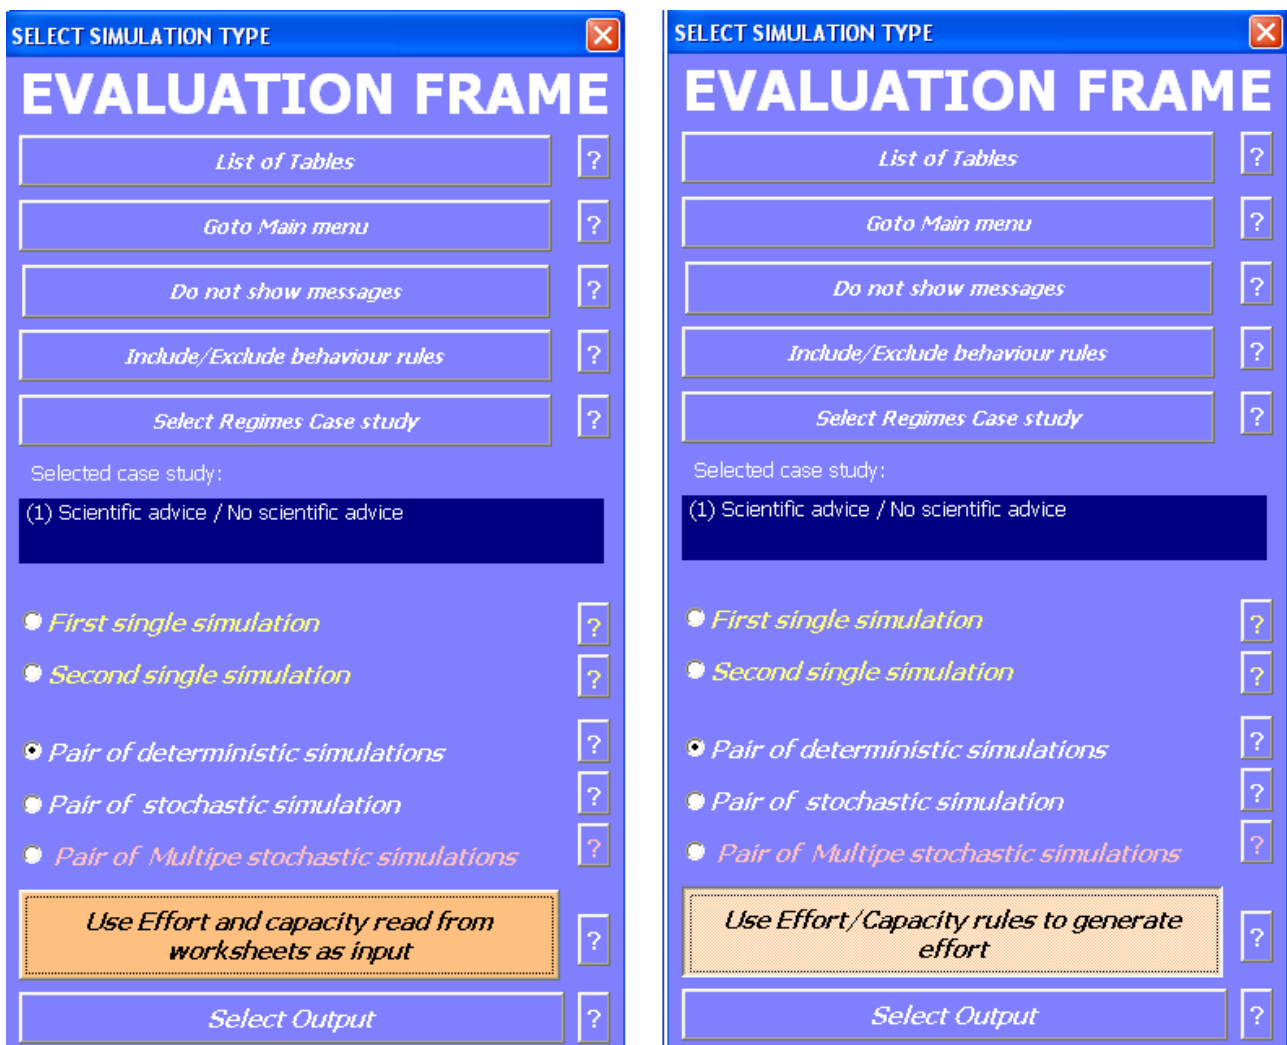 SELECT SIMULATION TYPE
EVALUATION FRAME
List of Tables ?
Goto Main menu ?
Do not show messages ?
Include/Exclude behaviour rules ?
Select Regimes Case study ?
Selected case study:
(1) Scientific advice / No scientific advice
First single simulation ?
Second single simulation ?
Pair of deterministic simulations ?
Pair of stochastic simulation ?
Pair of Multipe stochastic simulations ?
Use Effort and capacity read from
worksheets as input ?
Select Output ?
SELECT SIMULATION TYPE
EVALUATION FRAME
List of Tables ?
Goto Main menu ?
Do not show messages ?
Include/Exclude behaviour rules ?
Select Regimes Case study ?
Selected case study:
(1) Scientific advice / No scientific advice
First single simulation ?
Second single simulation ?
Pair of deterministic simulations ?
Pair of stochastic simulation ?
Pair of Multipe stochastic simulations ?
Use Effort/Capacity rules to generate
effort ?
Select Output ?